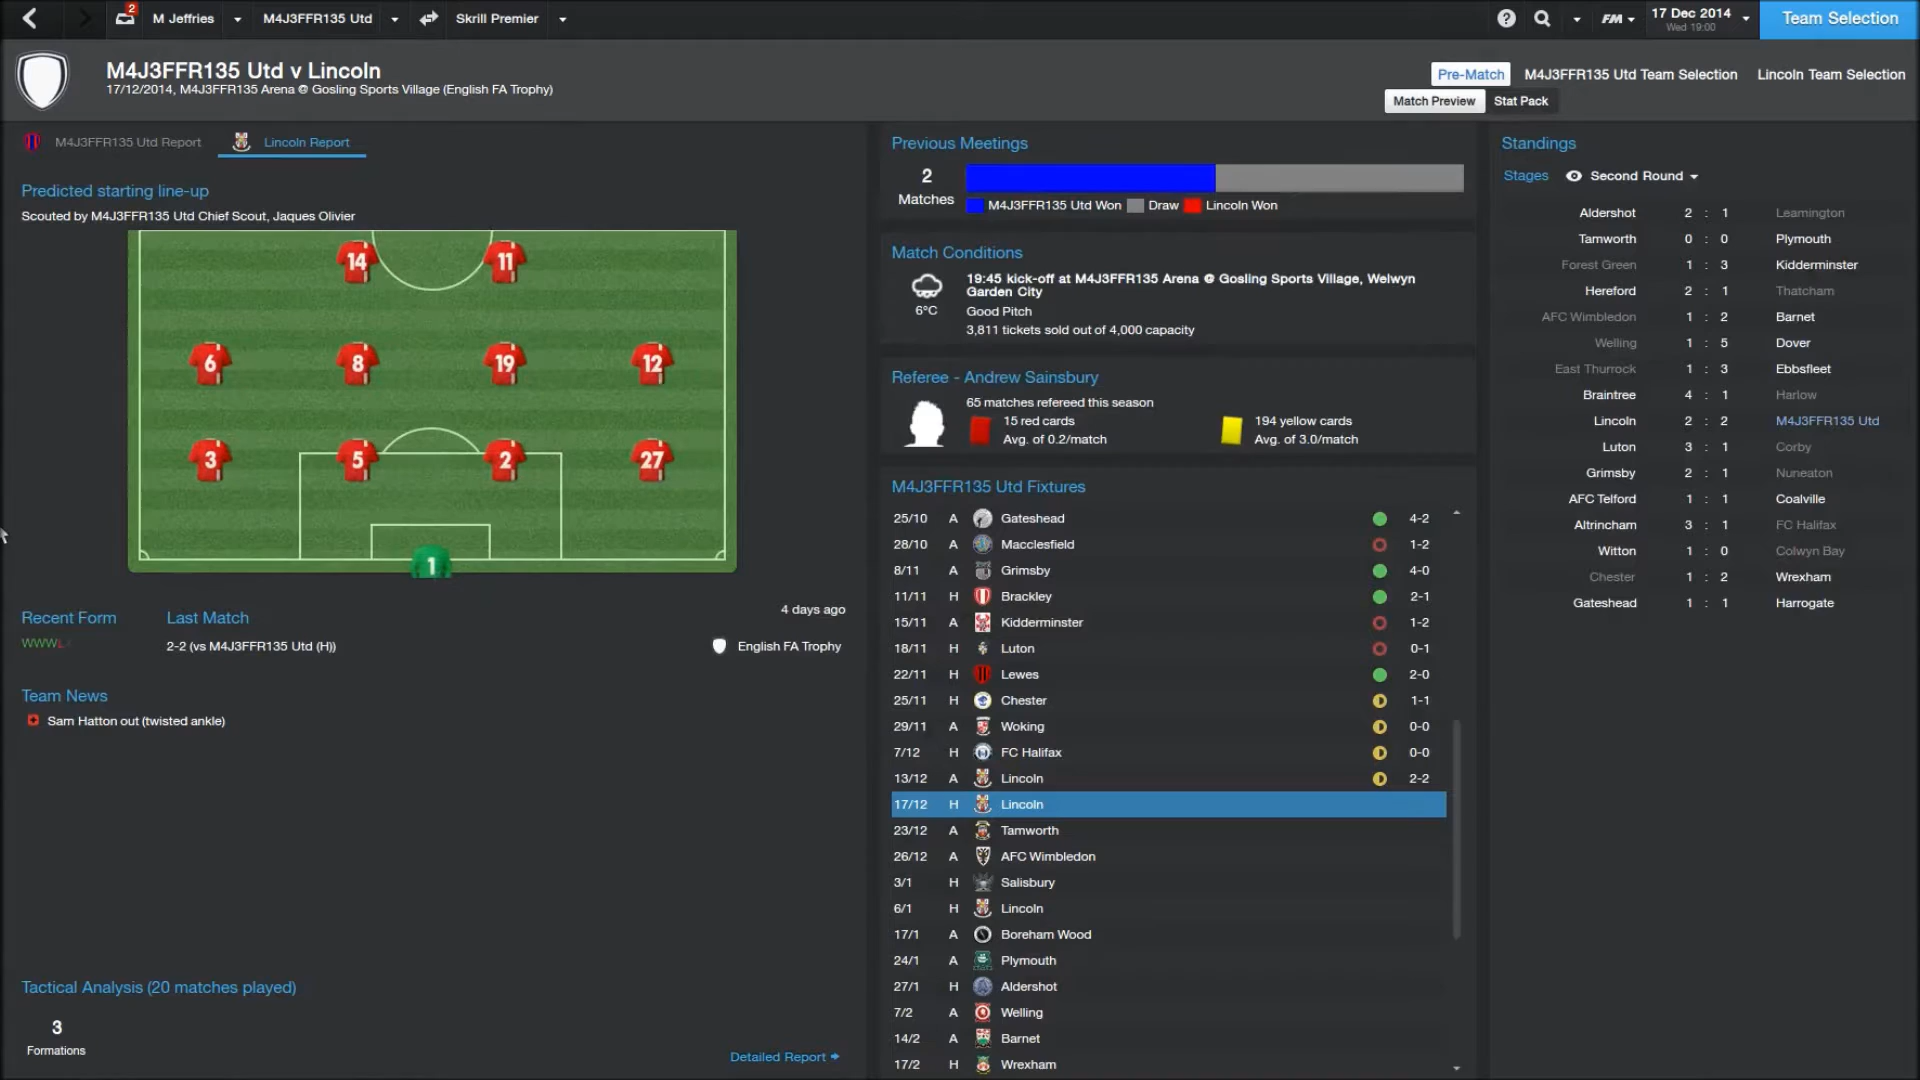 2
M Jeffries
M4J3FFR135 Utd
Skrill Premier
FM
17 Dec 2014
Wed 19:00
Team Selection
M4J3FFR135 Utd v Lincoln
17/12/2014, M4J3FFR135 Arena @ Gosling Sports Village (English FA Trophy)
Pre-Match
M4J3FFR135 Utd Team Selection
Lincoln Team Selection
Match Preview
Stat Pack
M4J3FFR135 Utd Report
Lincoln Report
Predicted starting line-up
Scouted by M4J3FFR135 Utd Chief Scout, Jaques Olivier
14 11
6 8 19 12
3 5 2 27
1
Recent Form
WWWL
Last Match
4 days ago
2-2 (vs M4J3FFR135 Utd (H))
English FA Trophy
Team News
Sam Hatton out (twisted ankle)
Tactical Analysis (20 matches played)
3
Formations
Detailed Report
Previous Meetings
2
Matches
M4J3FFR135 Utd Won Draw Lincoln Won
Match Conditions
6°C
19:45 kick-off at M4J3FFR135 Arena @ Gosling Sports Village, Welwyn
Garden City
Good Pitch
3,811 tickets sold out of 4,000 capacity
Referee - Andrew Sainsbury
65 matches refereed this season
15 red cards
Avg. of 0.2/match
194 yellow cards
Avg. of 3.0/match
M4J3FFR135 Utd Fixtures
25/10 A Gateshead 4-2
28/10 A Macclesfield 1-2
8/11 A Grimsby 4-0
11/11 H Brackley 2-1
15/11 A Kidderminster 1-2
18/11 H Luton 0-1
22/11 H Lewes 2-0
25/11 H Chester 1-1
29/11 A Woking 0-0
7/12 H FC Halifax 0-0
13/12 A Lincoln 2-2
17/12 H Lincoln
23/12 A Tamworth
26/12 A AFC Wimbledon
3/1 H Salisbury
6/1 H Lincoln
17/1 A Boreham Wood
24/1 A Plymouth
27/1 H Aldershot
7/2 A Welling
14/2 A Barnet
17/2 H Wrexham
Standings
Stages Second Round
Aldershot 2 : 1 Leamington
Tamworth 0 : 0 Plymouth
Forest Green 1 : 3 Kidderminster
Hereford 2 : 1 Thatcham
AFC Wimbledon 1 : 2 Barnet
Welling 1 : 5 Dover
East Thurrock 1 : 3 Ebbsfleet
Braintree 4 : 1 Harlow
Lincoln 2 : 2 M4J3FFR135 Utd
Luton 3 : 1 Corby
Grimsby 2 : 1 Nuneaton
AFC Telford 1 : 1 Coalville
Altrincham 3 : 1 FC Halifax
Witton 1 : 0 Colwyn Bay
Chester 1 : 2 Wrexham
Gateshead 1 : 1 Harrogate